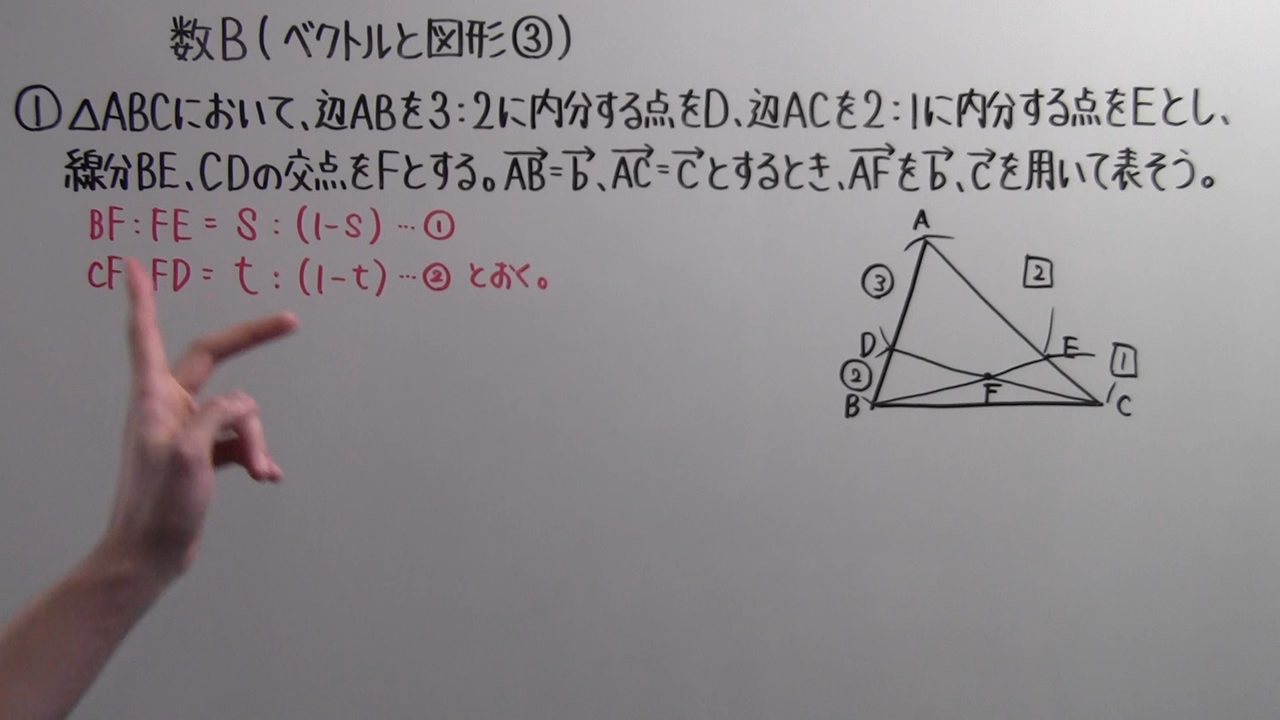 数B(ベクトルと図形③)
①△ABCにおいて、辺ABを3:2に内分する点をD、辺ACを2:1に内分する点をEとし、
線分BE、CDの交点をFとする。AB→=b→、AC→=c→とするとき、AF→をb→、c→を用いて表そう。
BF:FE=S:(1-S)…①
CF:FD=t:(1-t)…②とおく。
A
③
2
D
E
1
②
F
B
C